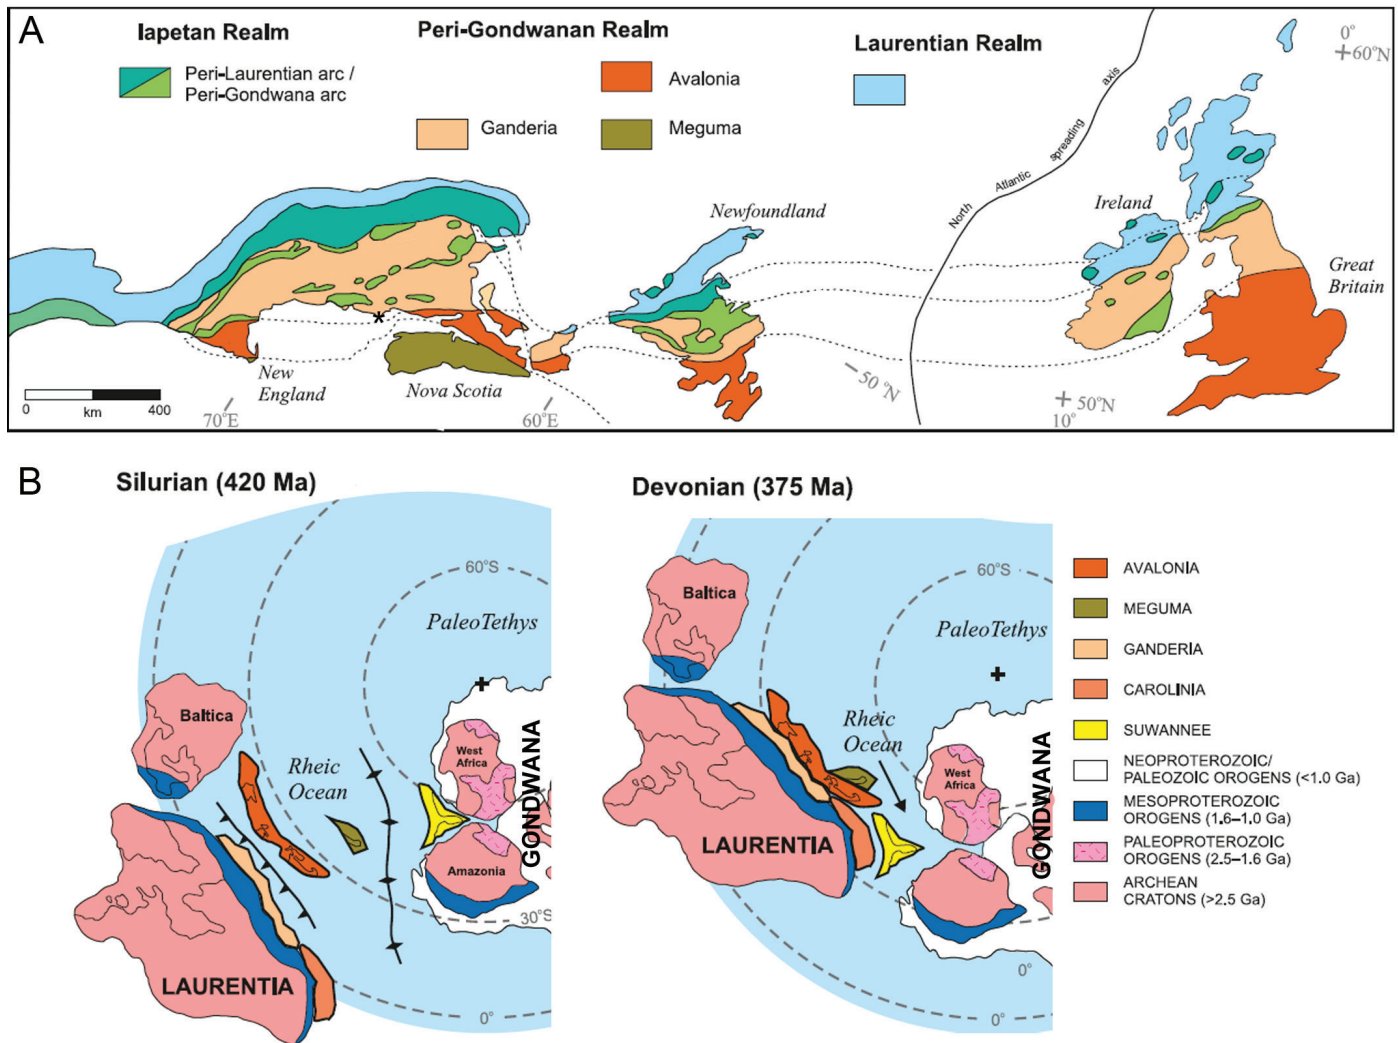 A
Iapetan Realm
Peri-Laurentian arc /
Peri-Gondwana arc
Peri-Gondwanan Realm
Avalonia
Ganderia
Meguma
Laurentian Realm
0°
60°N
North Atlantic spreading axis
Newfoundland
Ireland
Great
Britain
*
New
England
Nova Scotia
50°N
50°N
10°
0
km
400
70°E
60°E
B
Silurian (420 Ma)
60°S
PaleoTethys
Baltica
Rheic
Ocean
West
Africa
GONDWANA
Amazonia
30°S
LAURENTIA
0°
Devonian (375 Ma)
60°S
Baltica
PaleoTethys
Rheic
Ocean
West
Africa
GONDWANA
LAURENTIA
0°
0°
AVALONIA
MEGUMA
GANDERIA
CAROLINIA
SUWANNEE
NEOPROTEROZOIC/
PALEOZOIC OROGENS (<1.0 Ga)
MESOPROTEROZOIC
OROGENS (1.6–1.0 Ga)
PALEOPROTEROZOIC
OROGENS (2.5–1.6 Ga)
ARCHEAN
CRATONS (>2.5 Ga)